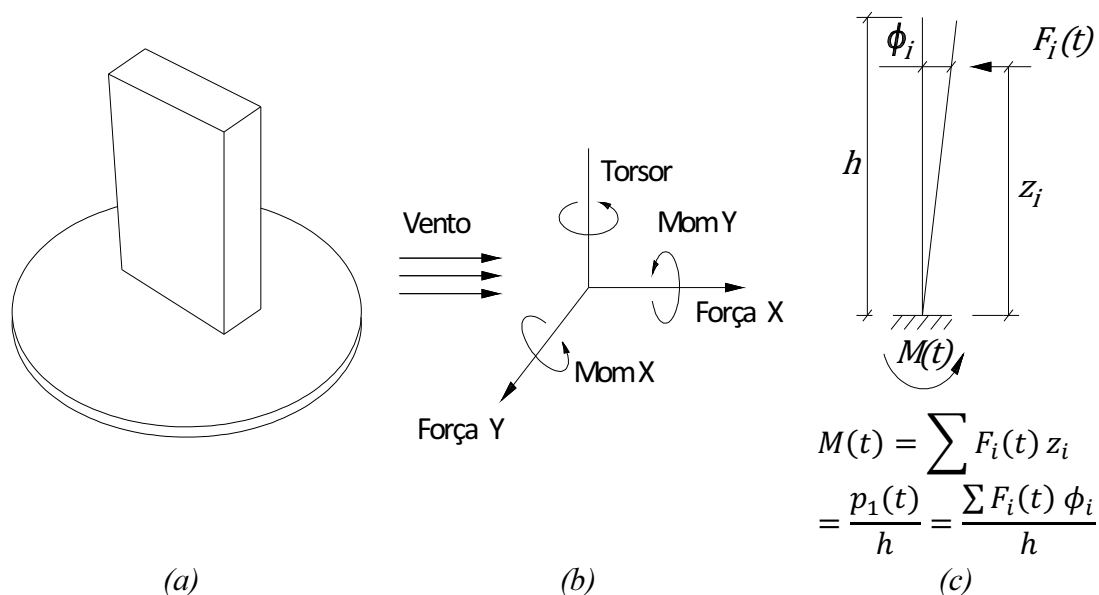 Vento
Torsor
Mom Y
Força X
Mom X
Força Y
ϕᵢ
Fᵢ(t)
h
zᵢ
M(t)
M(t) = ∑ Fᵢ(t) zᵢ
= p₁(t)/h = ∑ Fᵢ(t) ϕᵢ/h
(a) (b) (c)